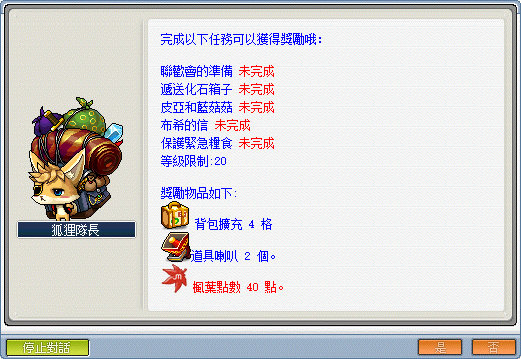 完成以下任務可以獲得獎勵哦:
聯歡會的準備 未完成
遞送化石箱子 未完成
皮亞和藍菇菇 未完成
布希的信 未完成
保護緊急糧食 未完成
等級限制:20
獎勵物品如下:
背包擴充 4 格
道具喇叭 2 個。
楓葉點數 40 點。
狐狸隊長
停止對話
是
否